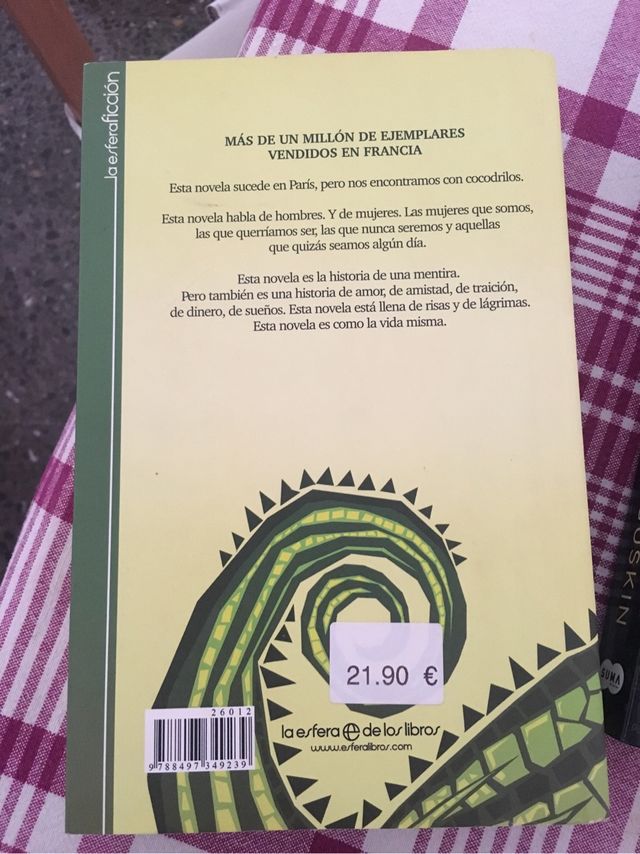 la esferaficción
MÁS DE UN MILLÓN DE EJEMPLARES
VENDIDOS EN FRANCIA
Esta novela sucede en París, pero nos encontramos con cocodrilos.
Esta novela habla de hombres. Y de mujeres. Las mujeres que somos,
las que querríamos ser, las que nunca seremos y aquellas
que quizás seamos algún día.
Esta novela es la historia de una mentira.
Pero también es una historia de amor, de amistad, de traición,
de dinero, de sueños. Esta novela está llena de risas y de lágrimas.
Esta novela es como la vida misma.
21.90 €
la esfera de los libros
www.esferalibros.com
26012
9 788497 349239
SUMA